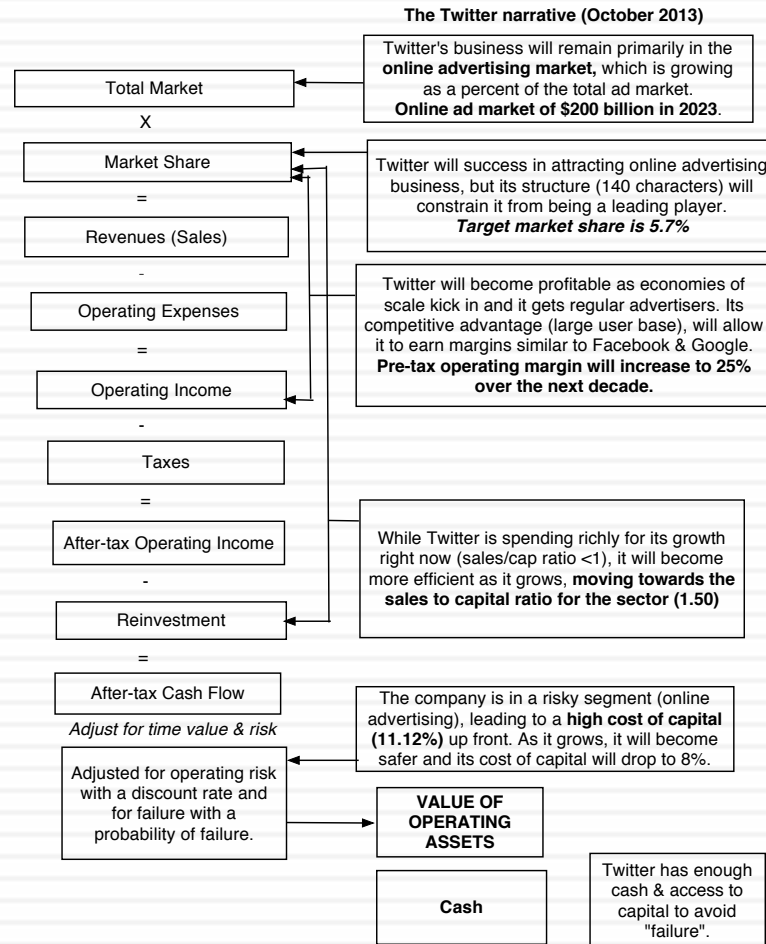 The Twitter narrative (October 2013)
Twitter's business will remain primarily in the
online advertising market, which is growing
as a percent of the total ad market.
Online ad market of $200 billion in 2023.
Total Market
X
Market Share
Twitter will success in attracting online advertising
business, but its structure (140 characters) will
constrain it from being a leading player.
Target market share is 5.7%
=
Revenues (Sales)
-
Operating Expenses
Twitter will become profitable as economies of
scale kick in and it gets regular advertisers. Its
competitive advantage (large user base), will allow
it to earn margins similar to Facebook & Google.
Pre-tax operating margin will increase to 25%
over the next decade.
=
Operating Income
-
Taxes
=
After-tax Operating Income
While Twitter is spending richly for its growth
right now (sales/cap ratio <1), it will become
more efficient as it grows, moving towards the
sales to capital ratio for the sector (1.50)
-
Reinvestment
=
After-tax Cash Flow
Adjust for time value & risk
The company is in a risky segment (online
advertising), leading to a high cost of capital
(11.12%) up front. As it grows, it will become
safer and its cost of capital will drop to 8%.
Adjusted for operating risk
with a discount rate and
for failure with a
probability of failure.
VALUE OF
OPERATING
ASSETS
Cash
Twitter has enough
cash & access to
capital to avoid
"failure".